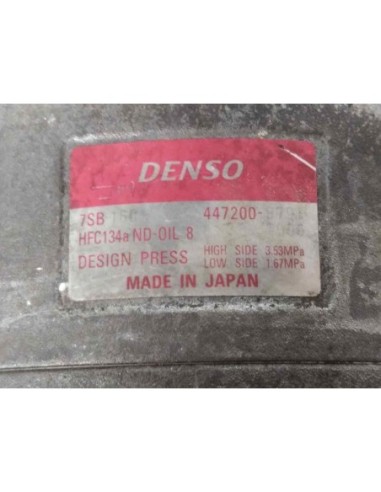 DENSO
7SB 447200-
HFC134a ND-OIL 8
DESIGN PRESS HIGH SIDE 3.53MPa
LOW SIDE 1.67MPa
MADE IN JAPAN